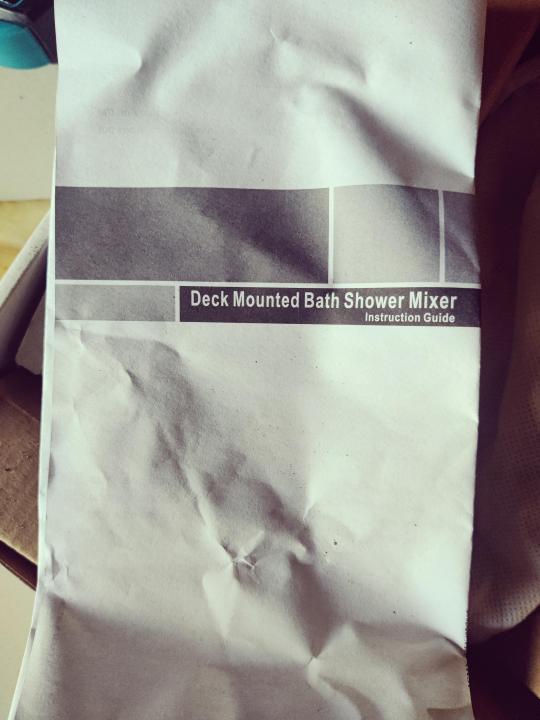 Deck Mounted Bath Shower Mixer
Instruction Guide